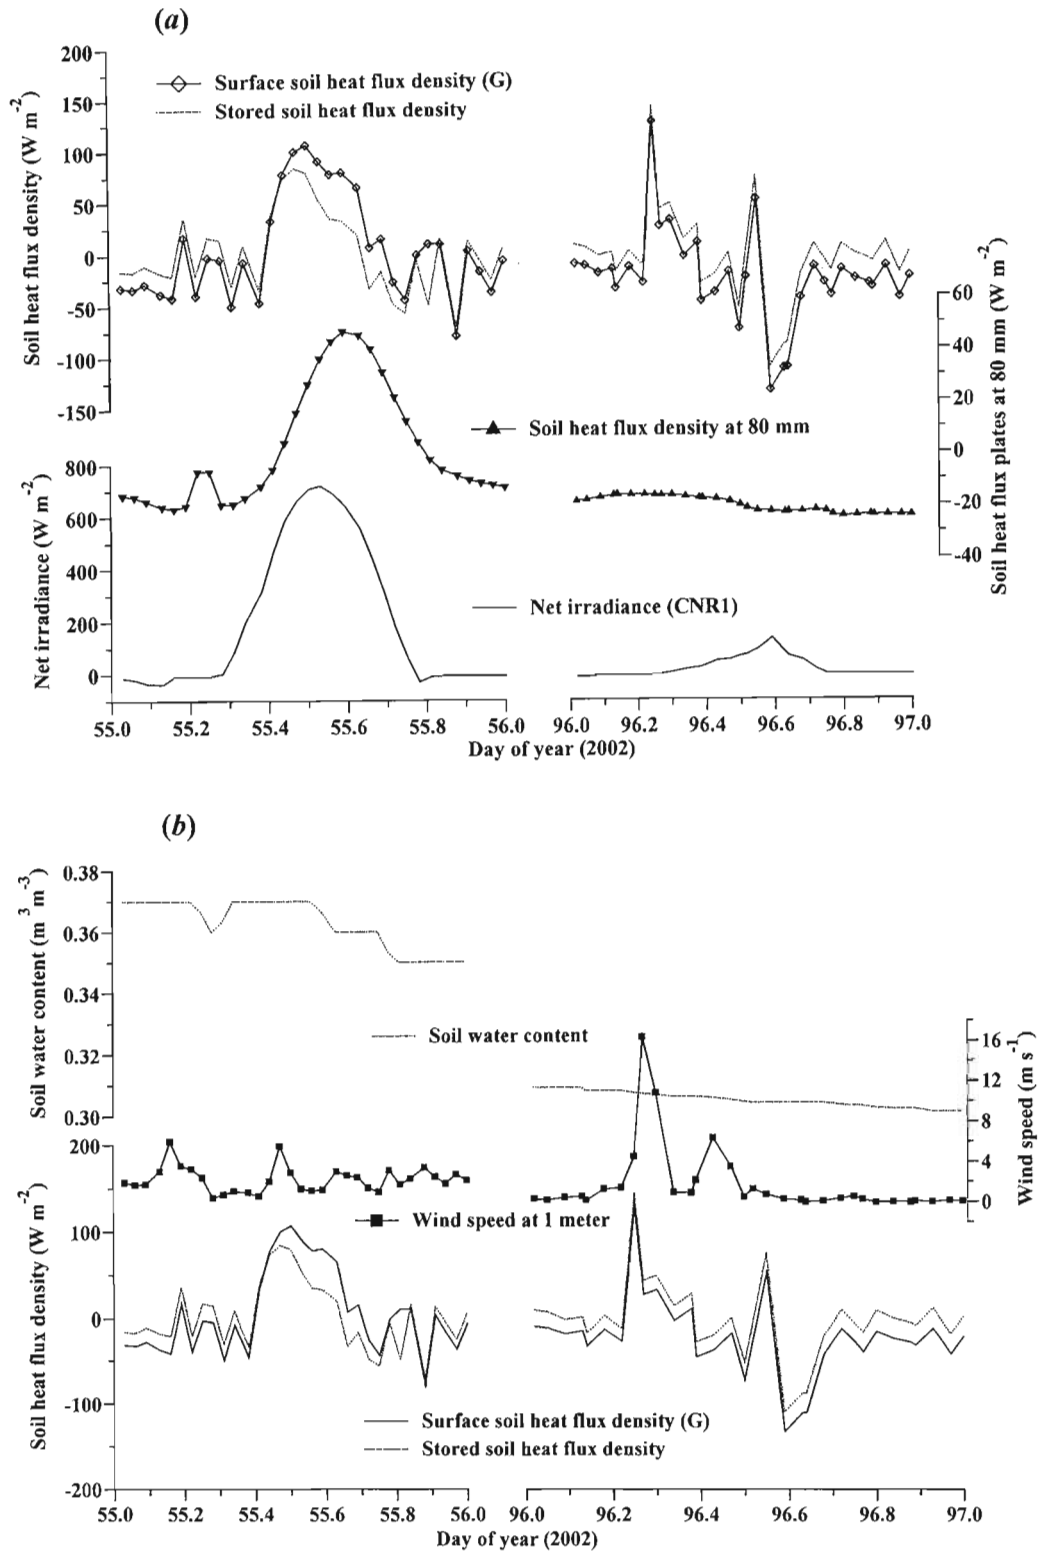 (a)
Soil heat flux density (W m-2)
200
150
100
50
0
-50
-100
-150
Surface soil heat flux density (G)
Stored soil heat flux density
Soil heat flux plates at 80 mm (W m-2)
60
40
20
0
-20
-40
Soil heat flux density at 80 mm
Net irradiance (W m-2)
800
600
400
200
0
Net irradiance (CNR1)
55.0 55.2 55.4 55.6 55.8 56.0 96.0 96.2 96.4 96.6 96.8 97.0
Day of year (2002)
(b)
Soil water content (m3 m-3)
0.38
0.36
0.34
0.32
0.30
Soil water content
Wind speed (m s-1)
16
12
8
4
0
Wind speed at 1 meter
Soil heat flux density (W m-2)
200
100
0
-100
-200
Surface soil heat flux density (G)
Stored soil heat flux density
55.0 55.2 55.4 55.6 55.8 56.0 96.0 96.2 96.4 96.6 96.8 97.0
Day of year (2002)